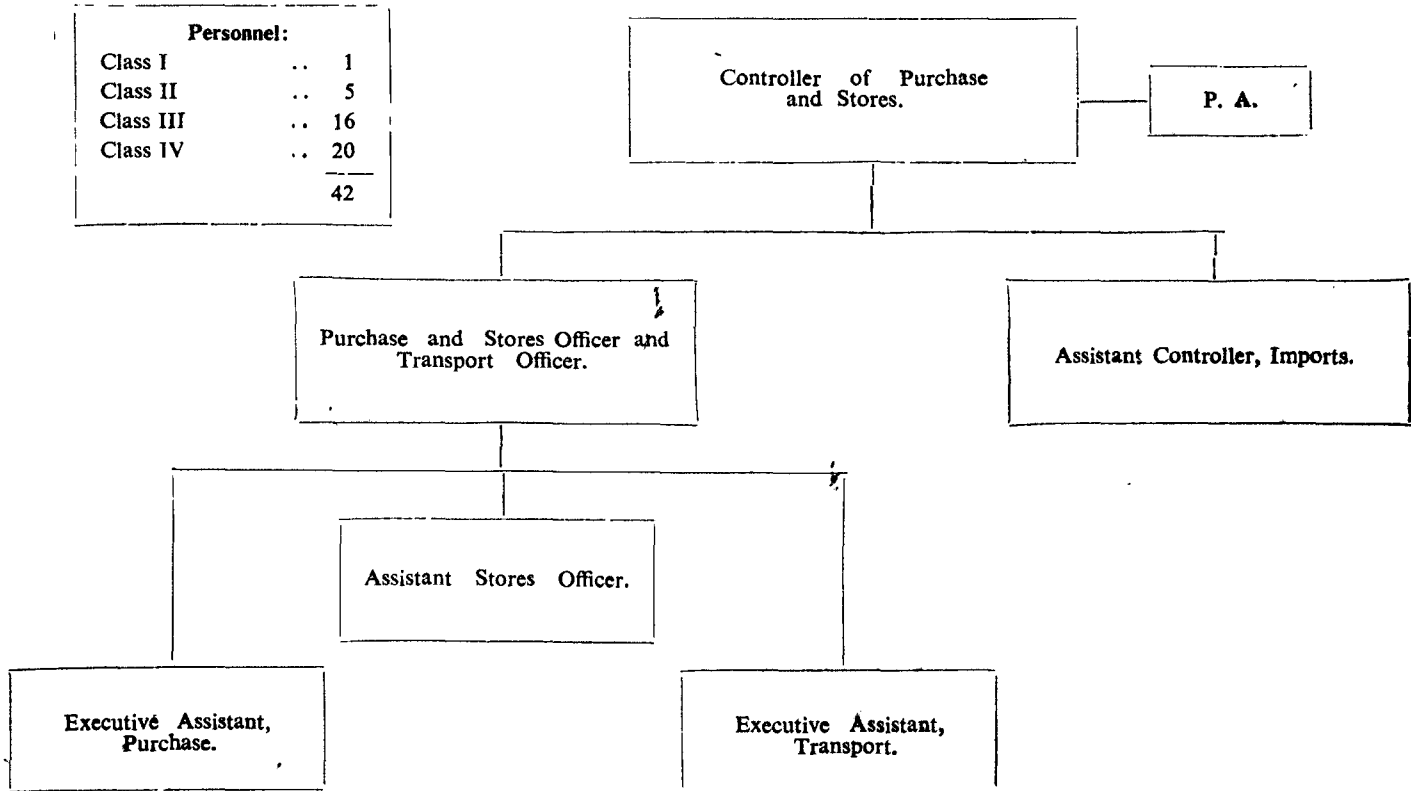 Personnel:
Class I .. 1
Class II .. 5
Class III .. 16
Class IV .. 20
42
Controller of Purchase
and Stores.
P. A.
Purchase and Stores Officer and
Transport Officer.
Assistant Controller, Imports.
Assistant Stores Officer.
Executive Assistant,
Purchase.
Executive Assistant,
Transport.